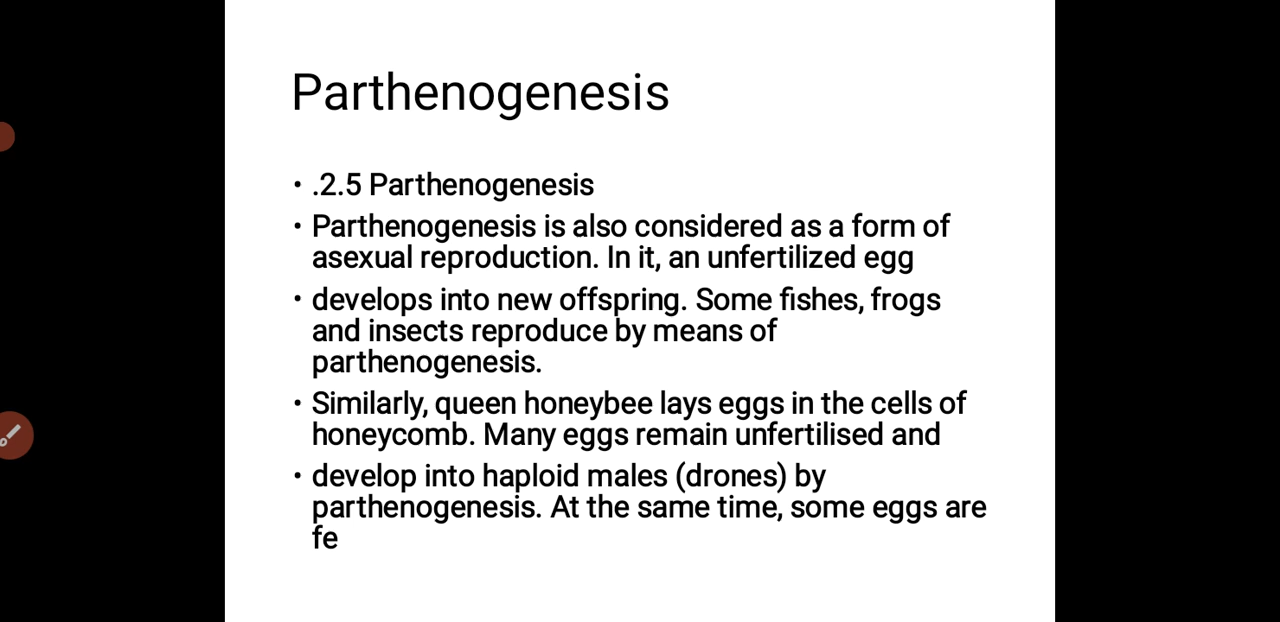 Parthenogenesis
• .2.5 Parthenogenesis
• Parthenogenesis is also considered as a form of
asexual reproduction. In it, an unfertilized egg
• develops into new offspring. Some fishes, frogs
and insects reproduce by means of
parthenogenesis.
• Similarly, queen honeybee lays eggs in the cells of
honeycomb. Many eggs remain unfertilised and
• develop into haploid males (drones) by
parthenogenesis. At the same time, some eggs are
fe